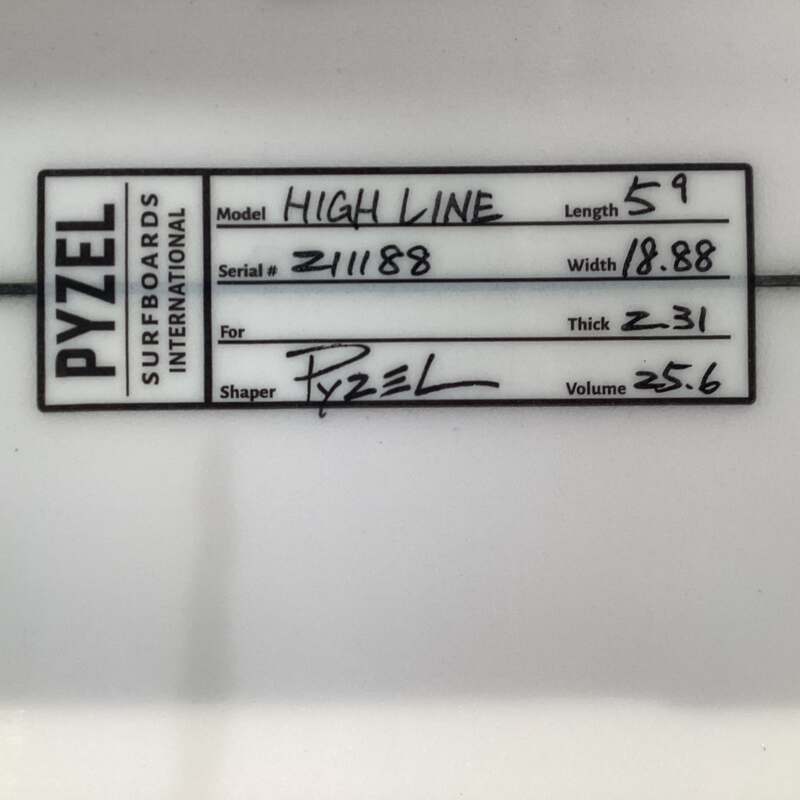 PYZEL
SURFBOARDS
INTERNATIONAL
Model HIGH LINE Length 5 9
Serial # 211188 Width 18.88
For Thick 2.31
Shaper PYZEL Volume 25.6